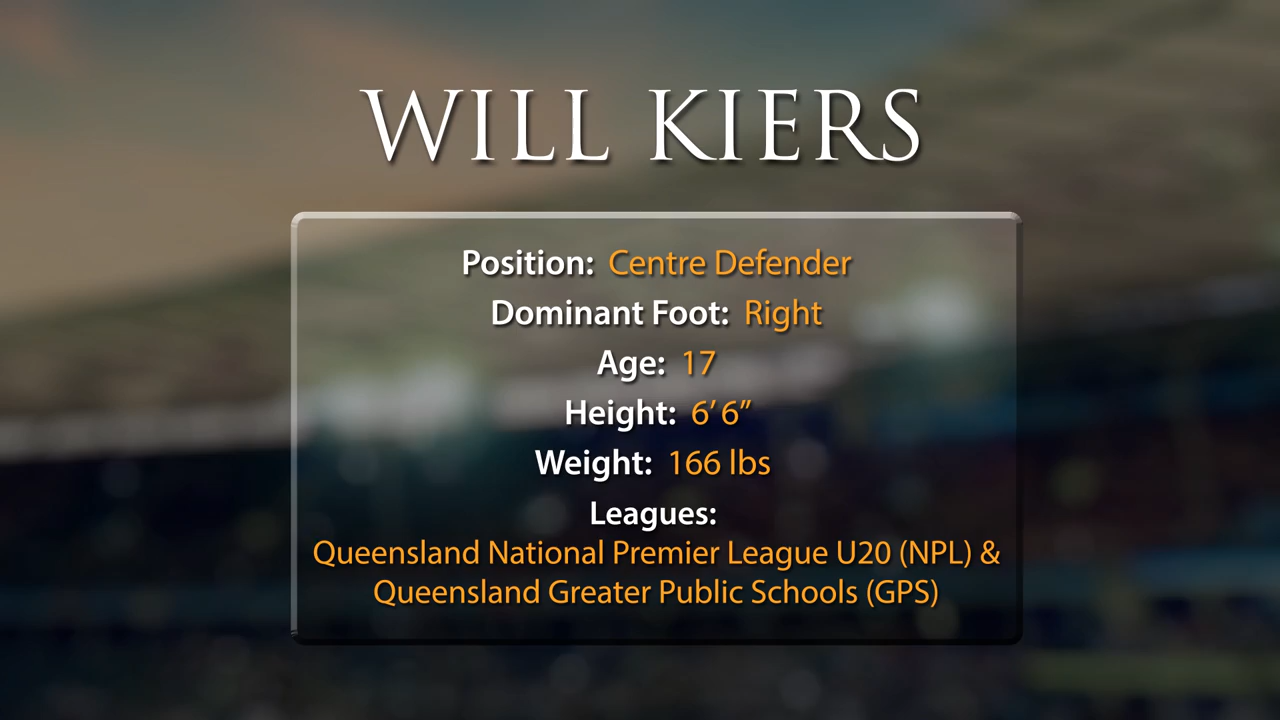 WILL KIERS
Position: Centre Defender
Dominant Foot: Right
Age: 17
Height: 6’ 6”
Weight: 166 lbs
Leagues:
Queensland National Premier League U20 (NPL) &
Queensland Greater Public Schools (GPS)